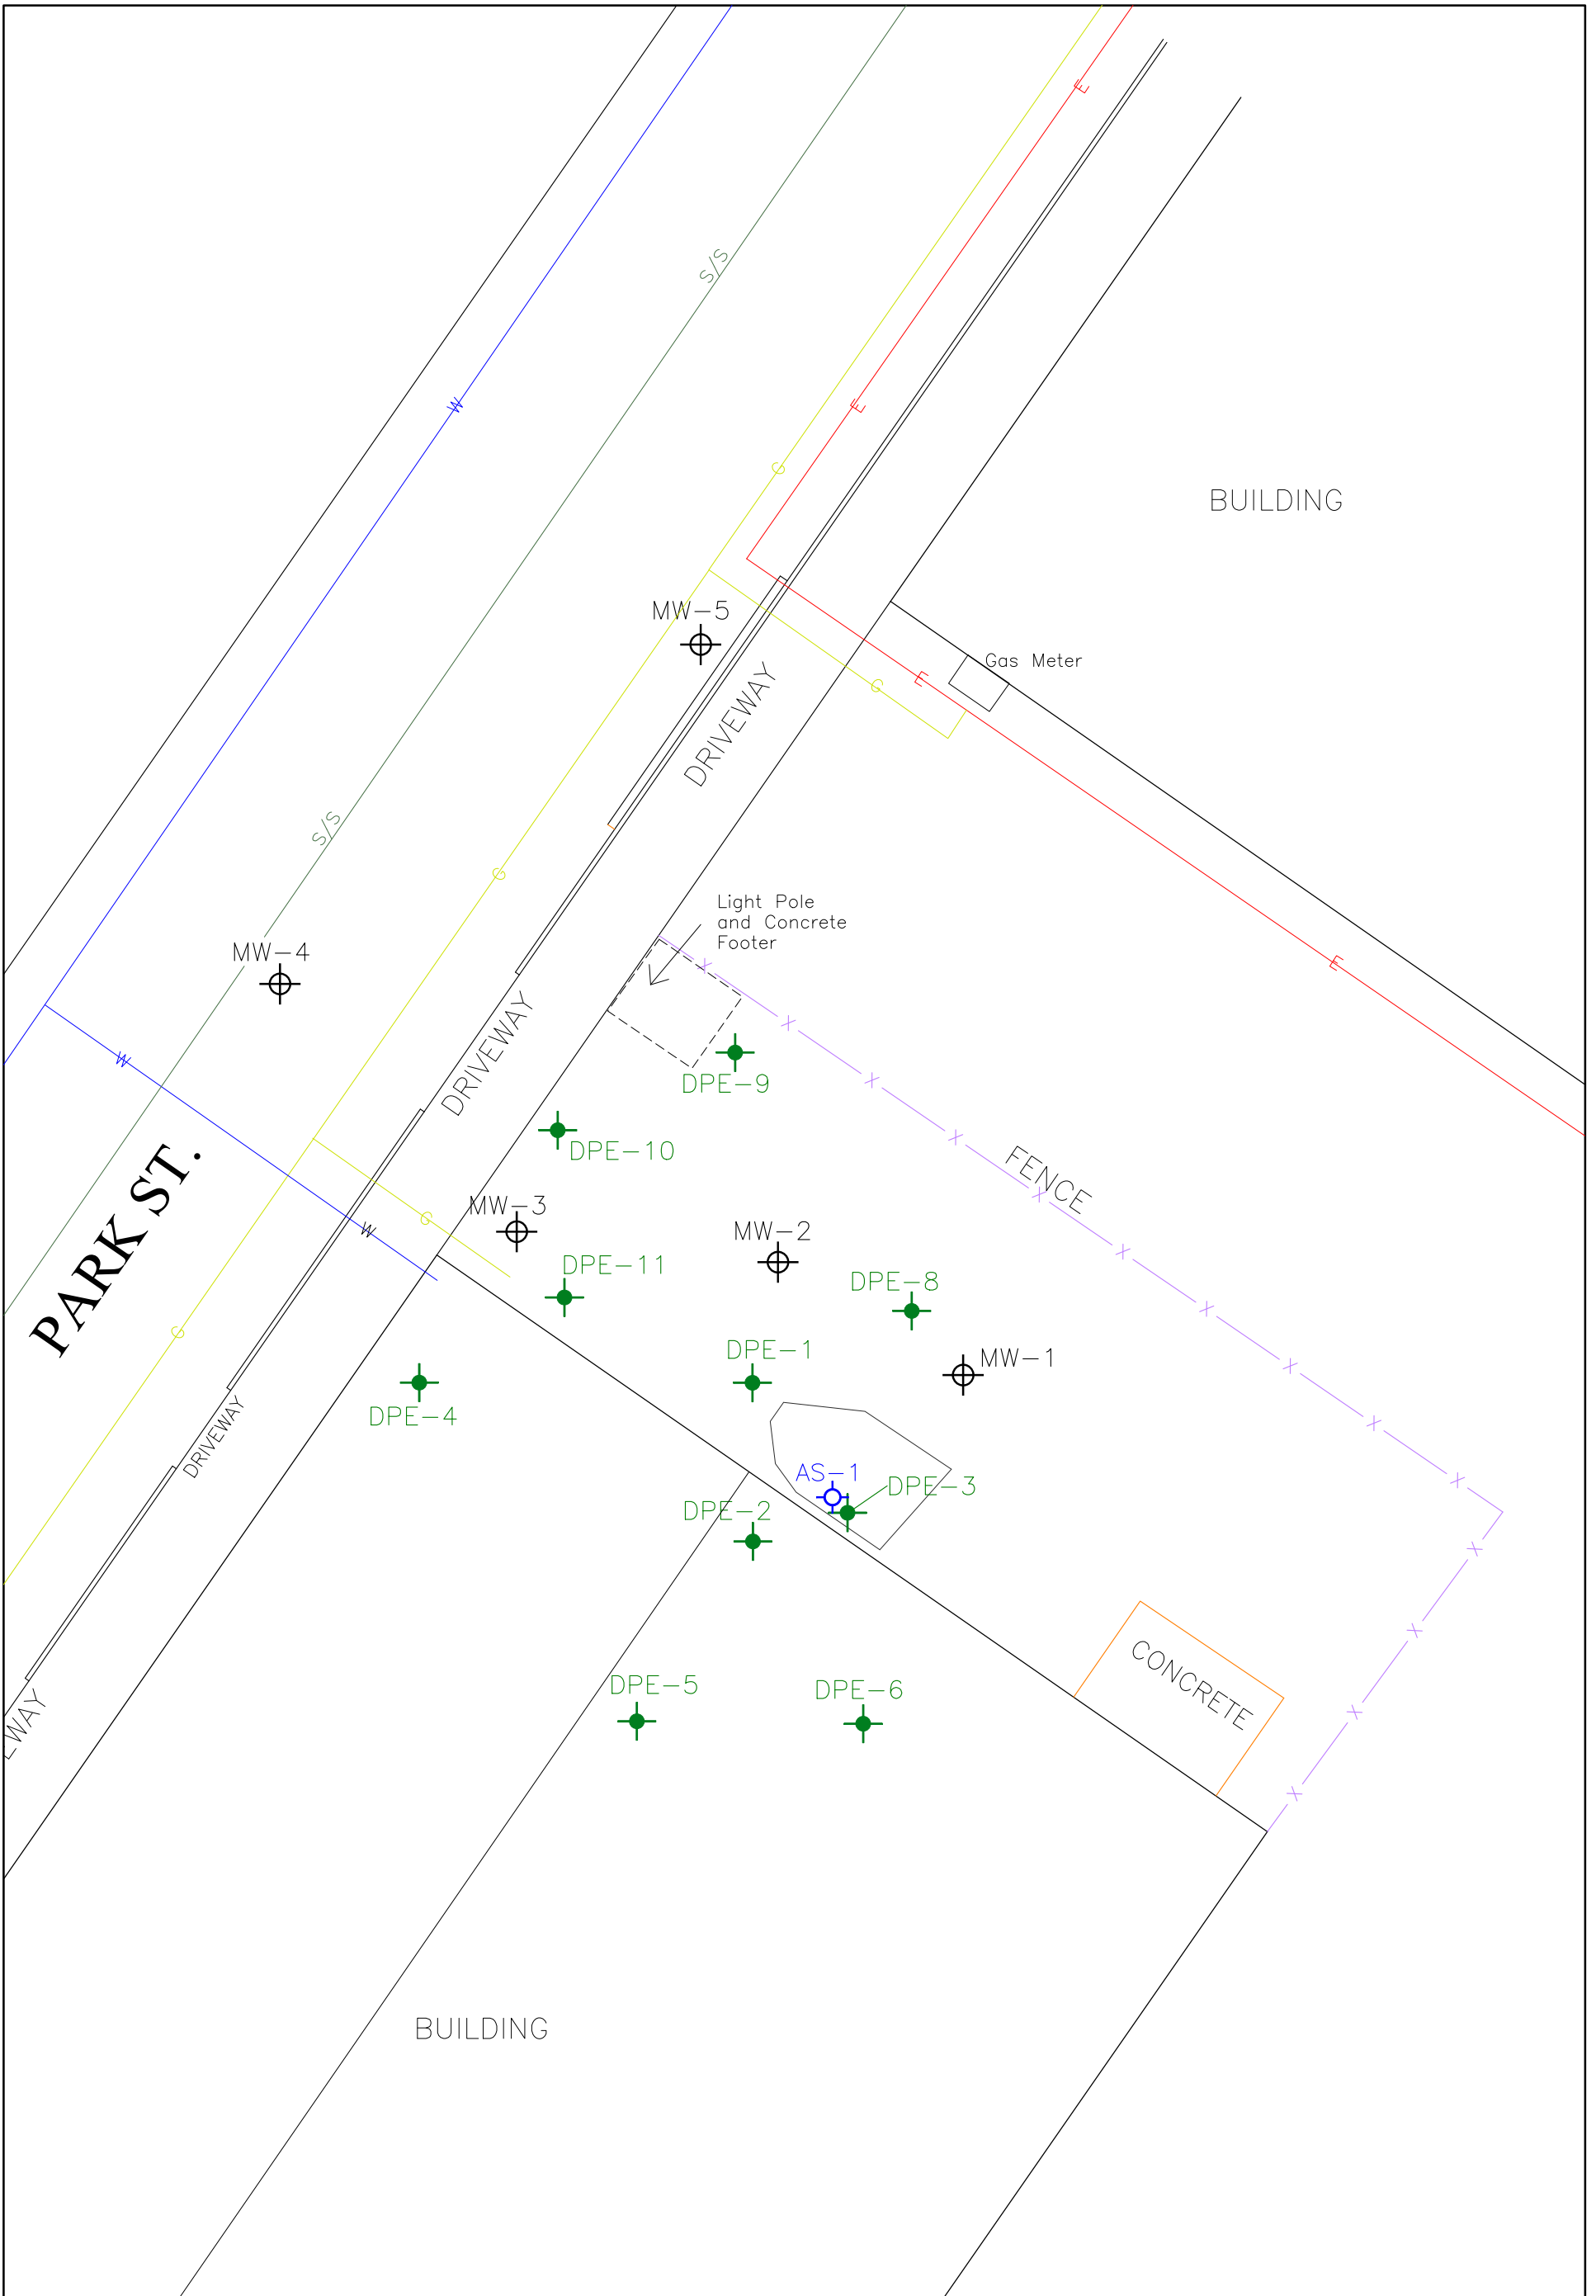 E
S/S
W
E
G
BUILDING
MW-5
Gas Meter
E
G
DRIVEWAY
S/S
G
Light Pole
and Concrete
Footer
MW-4
X
E
X
DRIVEWAY
W
DPE-9
X
DPE-10
X
FENCE
PARK ST.
X
MW-3
G
W
MW-2
X
DPE-11
DPE-8
X
G
DPE-1
MW-1
X
DPE-4
X
DRIVEWAY
AS-1
DPE-3
X
DPE-2
X
X
CONCRETE
DPE-5
DPE-6
X
WAY
X
BUILDING